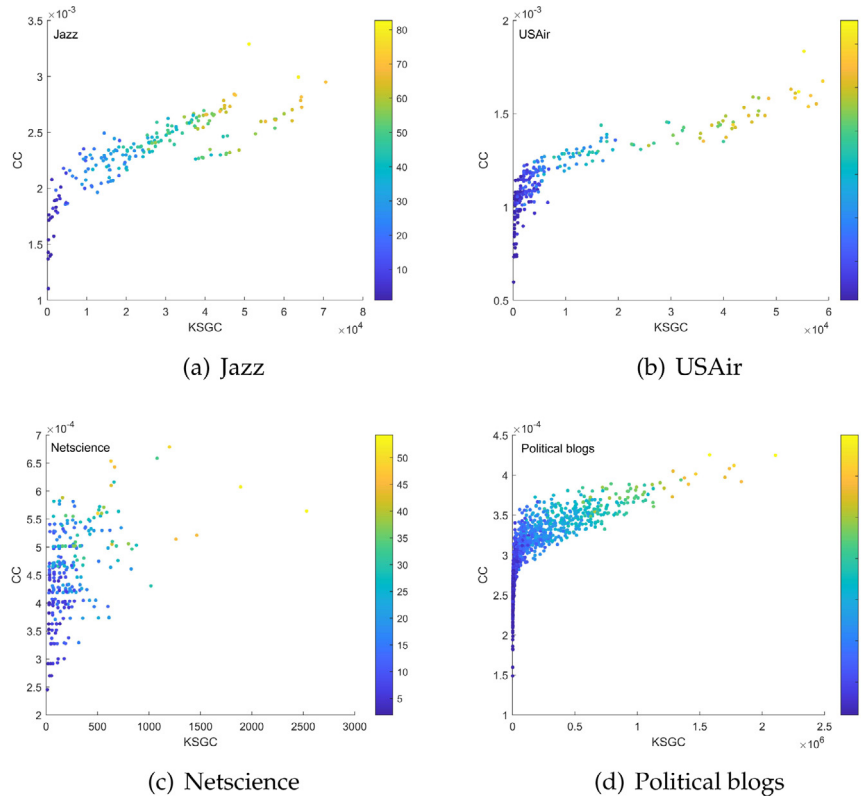 ×10⁻³
Jazz
3.5
3
2.5
2
1.5
1
CC
0 1 2 3 4 5 6 7 8
KSGC
×10⁴
80
70
60
50
40
30
20
10
(a) Jazz
×10⁻³
USAir
2
1.5
1
0.5
CC
0 1 2 3 4 5 6
KSGC
×10⁴
(b) USAir
×10⁻⁴
Netscience
7
6.5
6
5.5
5
4.5
4
3.5
3
2.5
2
CC
0 500 1000 1500 2000 2500 3000
KSGC
50
45
40
35
30
25
20
15
10
5
(c) Netscience
×10⁻⁴
Political blogs
4.5
4
3.5
3
2.5
2
1.5
1
CC
0 0.5 1 1.5 2 2.5
KSGC
×10⁶
(d) Political blogs